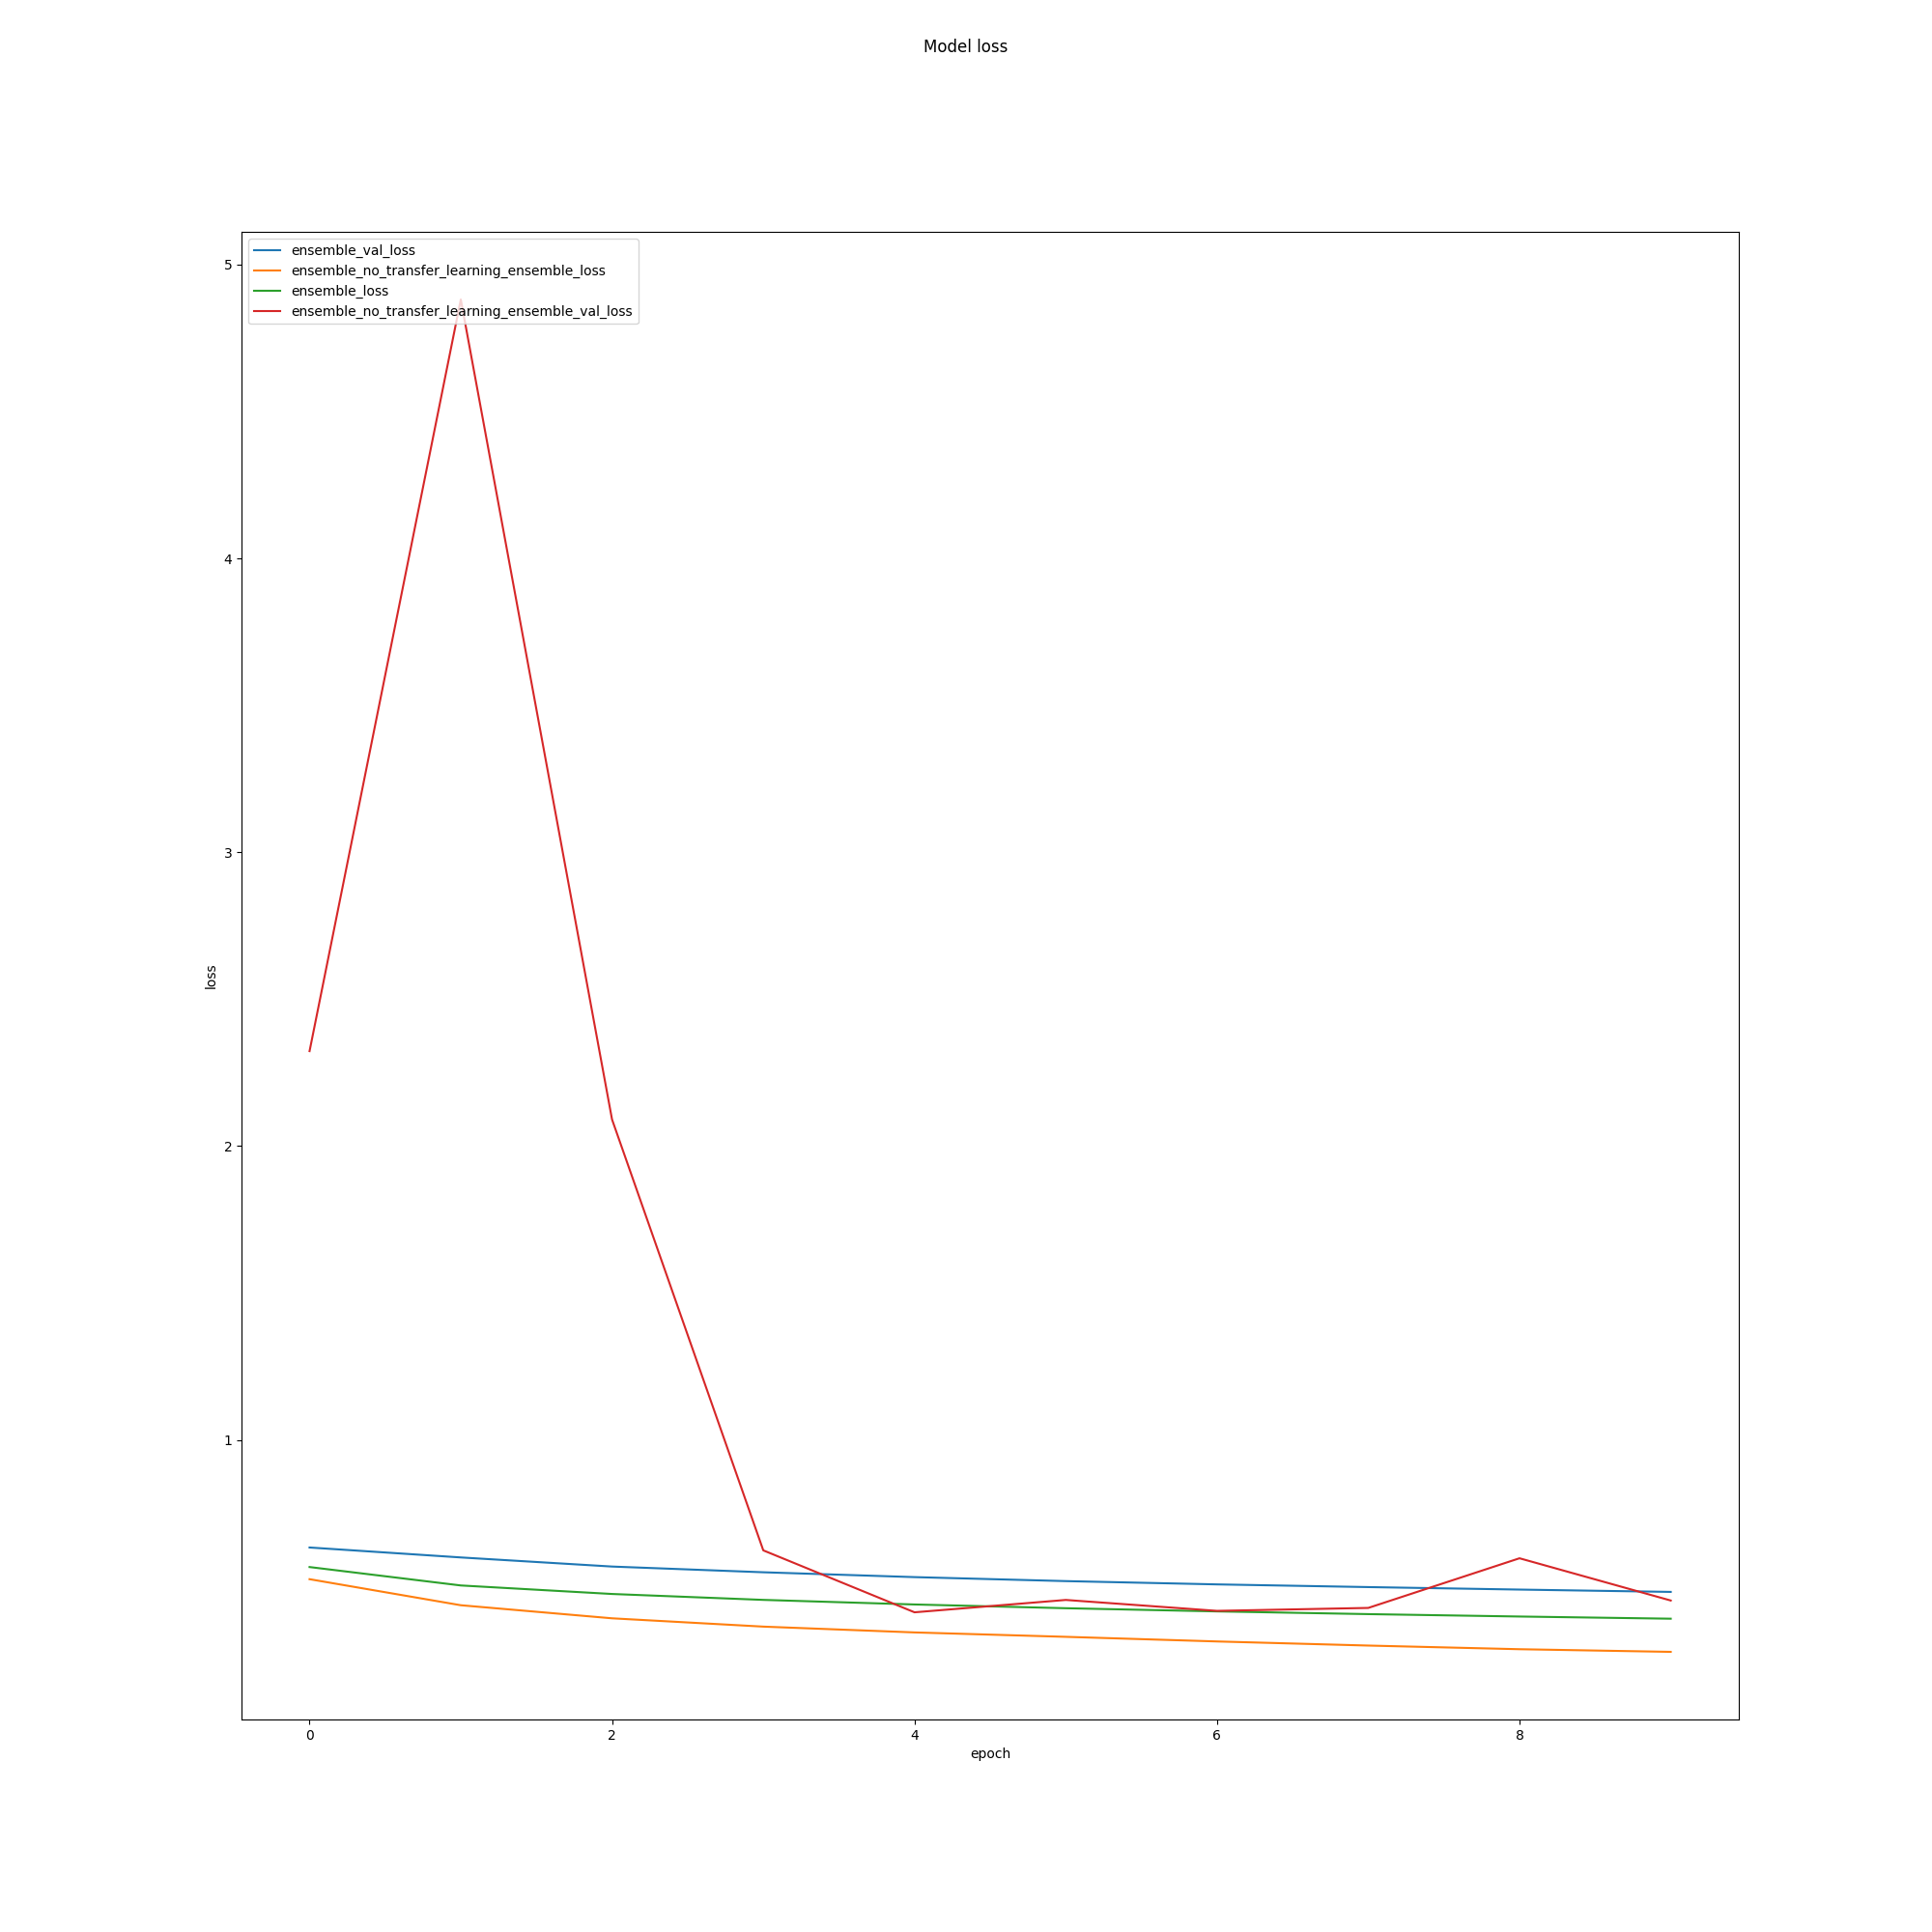 Model loss
ensemble_val_loss
ensemble_no_transfer_learning_ensemble_loss
ensemble_loss
ensemble_no_transfer_learning_ensemble_val_loss
5
4
3
2
1
loss
0 2 4 6 8
epoch